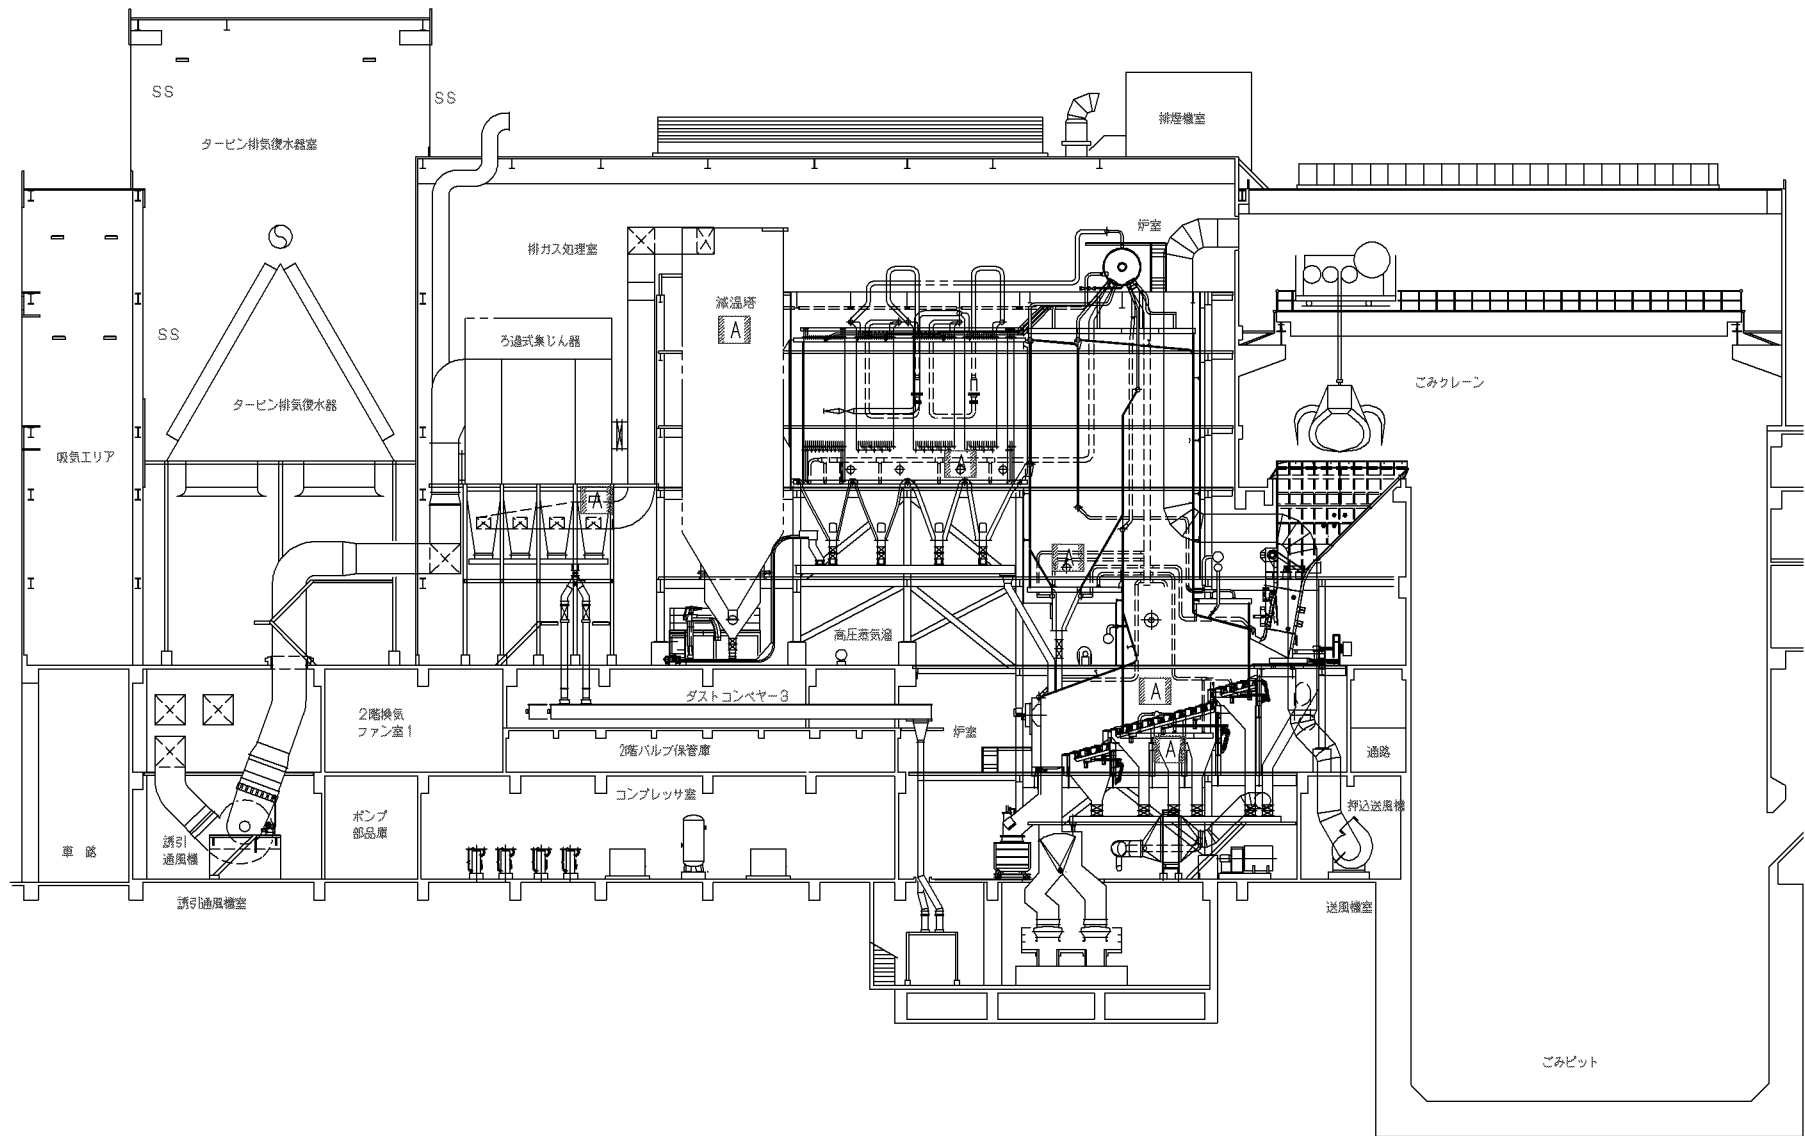 SS
SS
排煙機室
タービン排気復水器室
炉室
排ガス処理室
減温塔
A
SS
ろ過式集じん器
ごみクレーン
タービン排気復水器
吸気エリア
A
A
A
高圧蒸気溜
A
ダストコンベヤー3
2階換気
ファン室1
炉室
2階バルブ保管庫
A
通路
コンプレッサ室
押込送風機
ポンプ
部品庫
誘引
通風機
車 路
誘引通風機室
送風機室
ごみピット